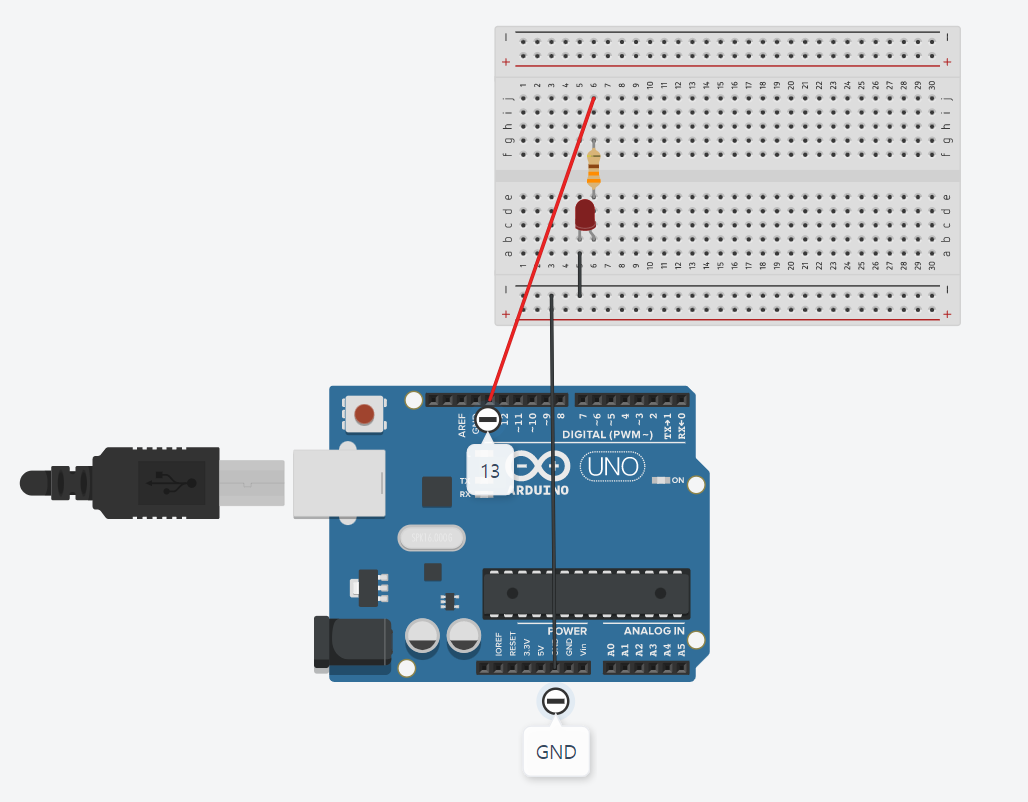 − −
+ +
1 2 3 4 5 6 7 8 9 10 11 12 13 14 15 16 17 18 19 20 21 22 23 24 25 26 27 28 29 30
j j
i i
h h
g g
f f
e e
d d
c c
b b
a a
1 2 3 4 5 6 7 8 9 10 11 12 13 14 15 16 17 18 19 20 21 22 23 24 25 26 27 28 29 30
− −
+ +
AREF 12 ~11 ~10 ~9 8 7 ~6 ~5 4 ~3 2 TX→1 RX←0
DIGITAL (PWM~)
13
UNO
TX
RX
ARDUINO
ON
POWER ANALOG IN
IOREF RESET 3.3V 5V GND Vin A0 A1 A2 A3 A4 A5
GND